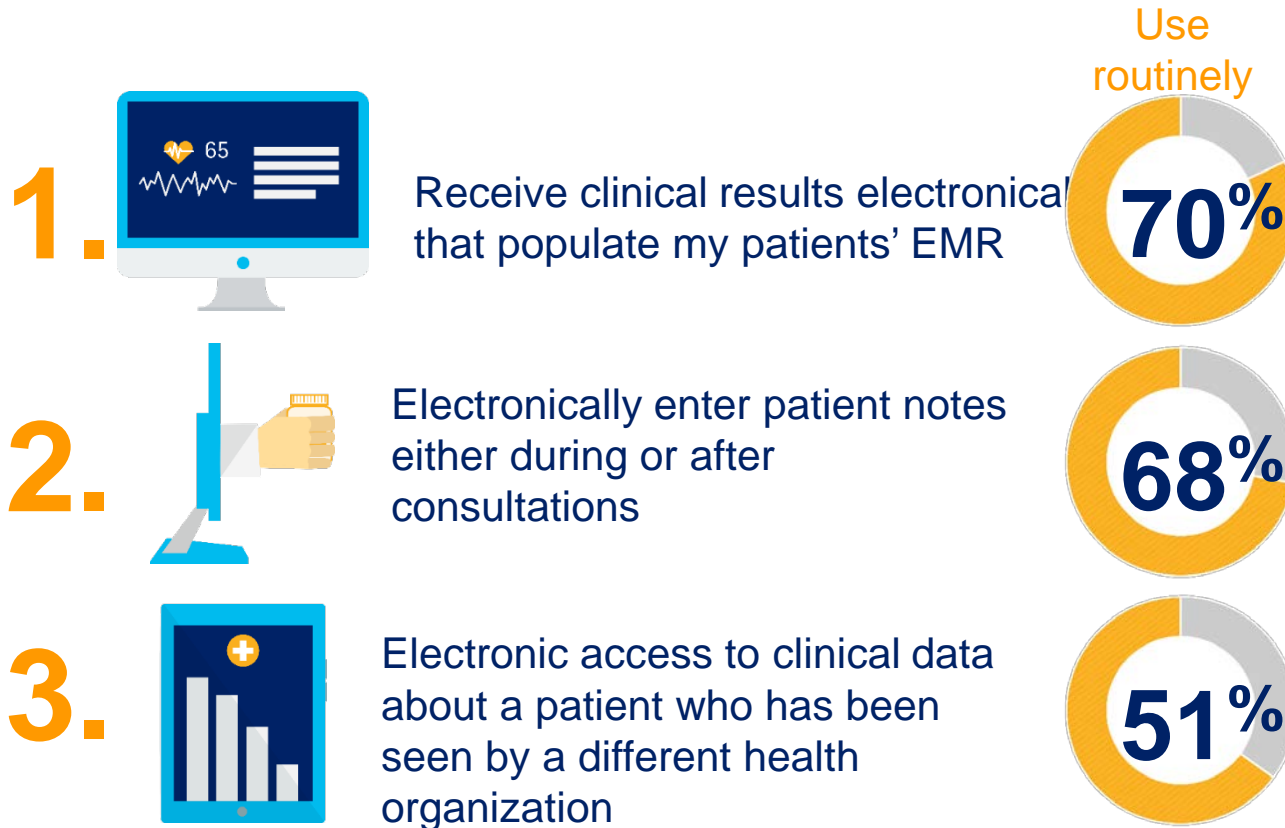 Use
routinely
65
1.
Receive clinical results electronical
that populate my patients’ EMR
70%
2.
Electronically enter patient notes
either during or after
consultations
68%
3.
Electronic access to clinical data
about a patient who has been
seen by a different health
organization
51%